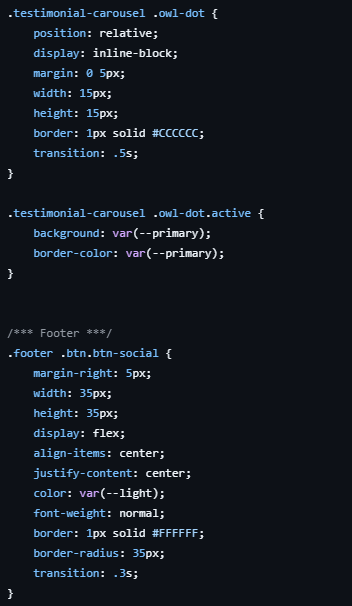 .testimonial-carousel .owl-dot {
    position: relative;
    display: inline-block;
    margin: 0 5px;
    width: 15px;
    height: 15px;
    border: 1px solid #CCCCCC;
    transition: .5s;
}

.testimonial-carousel .owl-dot.active {
    background: var(--primary);
    border-color: var(--primary);
}


/*** Footer ***/
.footer .btn.btn-social {
    margin-right: 5px;
    width: 35px;
    height: 35px;
    display: flex;
    align-items: center;
    justify-content: center;
    color: var(--light);
    font-weight: normal;
    border: 1px solid #FFFFFF;
    border-radius: 35px;
    transition: .3s;
}